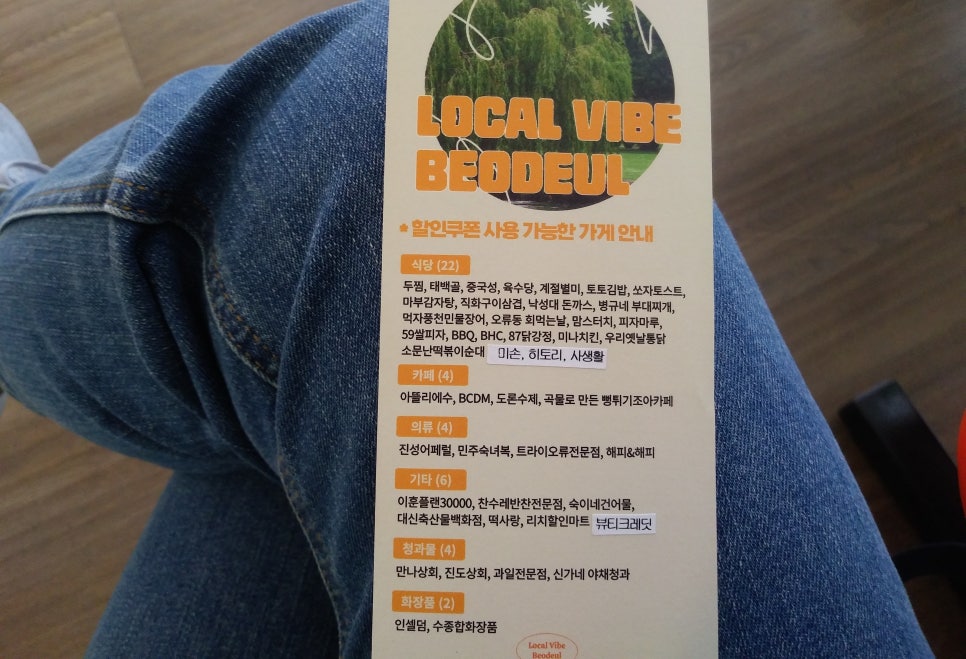 LOCAL VIBE
BEODEUL
* 할인쿠폰 사용 가능한 가게 안내
식당 (22)
두찜, 태백골, 중국성, 육수당, 계절별미, 토토김밥, 쏘자토스트,
마부감자탕, 직화구이삼겹, 낙성대 돈까스, 병규네 부대찌개,
먹자풍천민물장어, 오류동 회먹는날, 맘스터치, 피자마루,
59쌀피자, BBQ, BHC, 87닭강정, 미나치킨, 우리옛날통닭
소문난떡볶이순대 미손, 히토리, 사생활
카페 (4)
아뜰리에수, BCDM, 도론수제, 곡물로 만든 뻥튀기조아카페
의류 (4)
진성어페럴, 민주숙녀복, 트라이오류전문점, 해피&해피
기타 (6)
이훈플랜30000, 찬수레반찬전문점, 숙이네건어물,
대신축산물백화점, 떡사랑, 리치할인마트 뷰티크레딧
청과물 (4)
만나상회, 진도상회, 과일전문점, 신가네 야채청과
화장품 (2)
인셀덤, 수종합화장품
Local Vibe
Beodeul